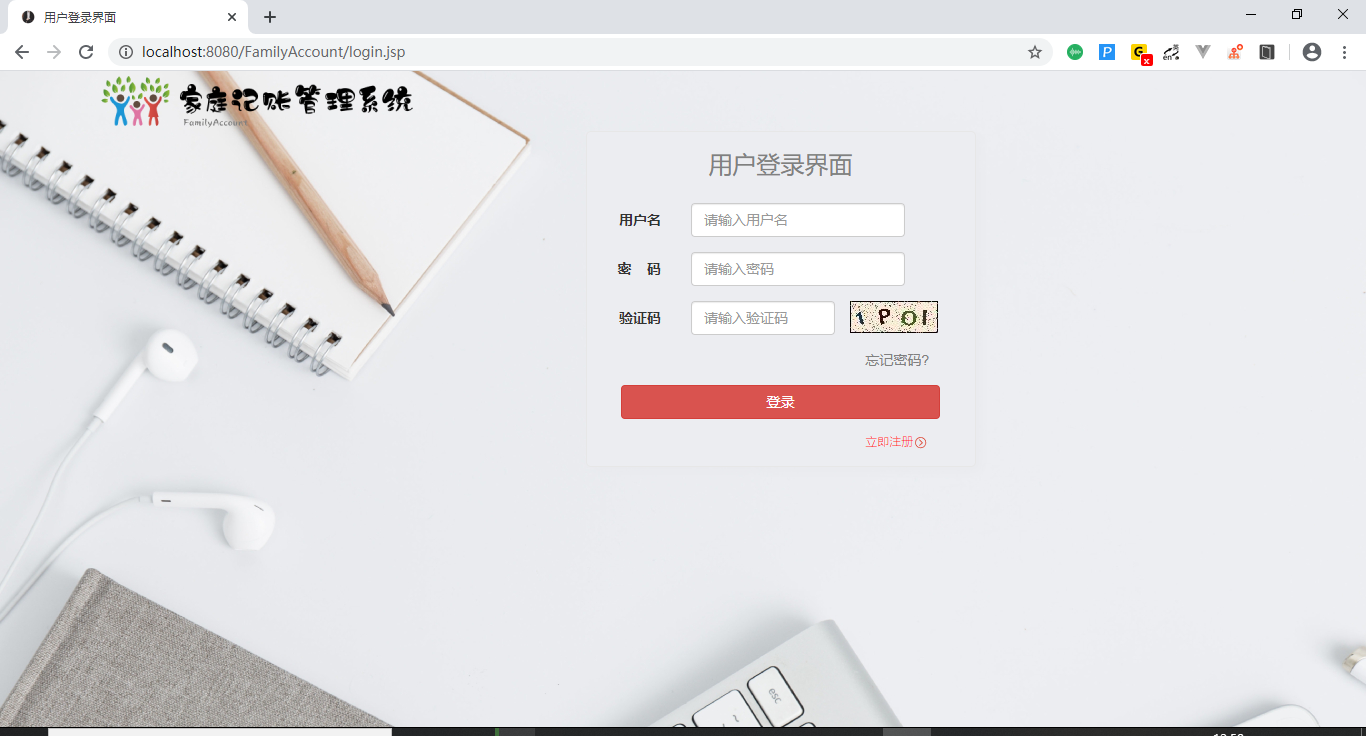 用户登录界面
localhost:8080/FamilyAccount/login.jsp
家庭记账管理系统
FamilyAccount
用户登录界面
用户名 请输入用户名
密 码 请输入密码
验证码 请输入验证码
忘记密码?
登录
立即注册
esc